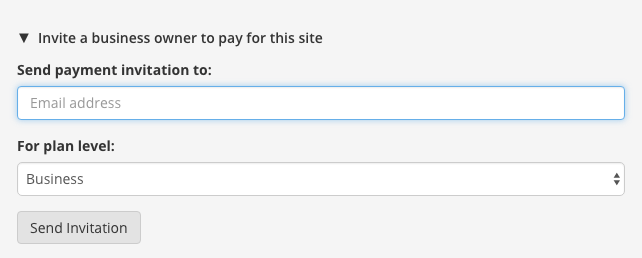 ▼ Invite a business owner to pay for this site
Send payment invitation to:
Email address
For plan level:
Business
Send Invitation